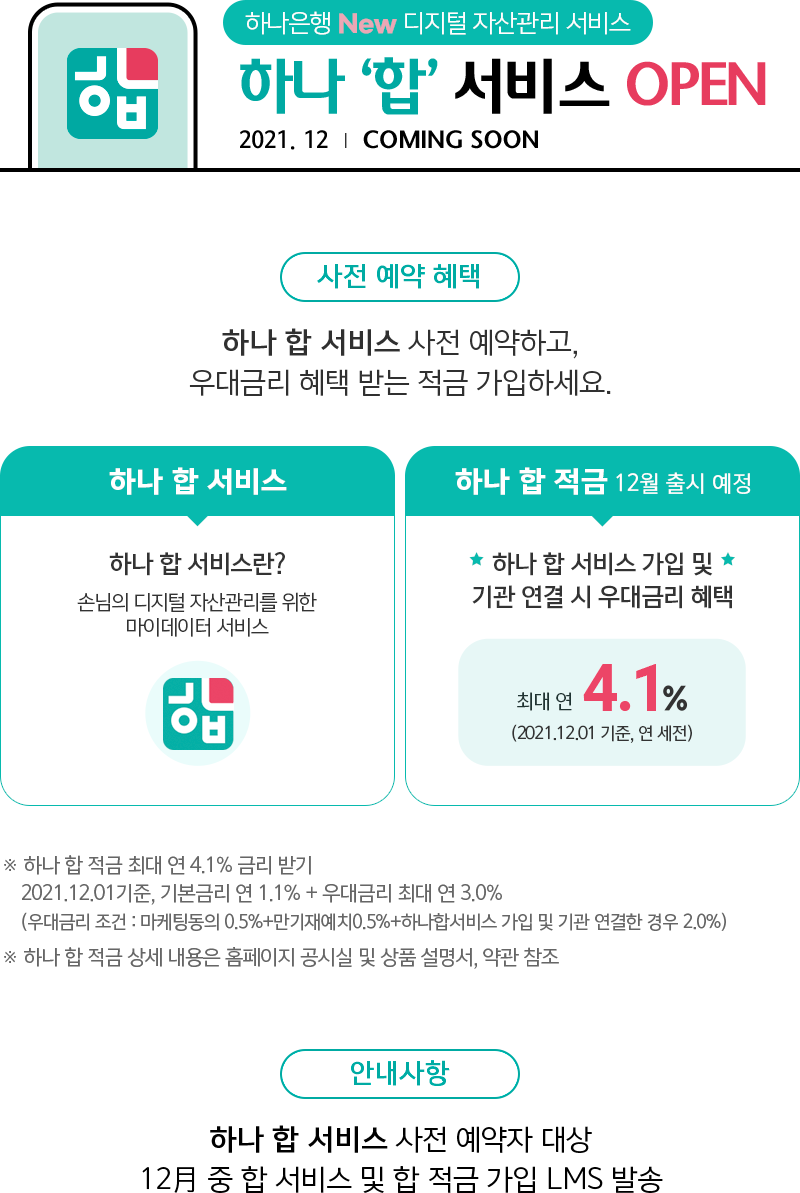 합
하나은행 New 디지털 자산관리 서비스
하나 ‘합’ 서비스 OPEN
2021. 12 | COMING SOON
사전 예약 혜택
하나 합 서비스 사전 예약하고,
우대금리 혜택 받는 적금 가입하세요.
하나 합 서비스
하나 합 서비스란?
손님의 디지털 자산관리를 위한
마이데이터 서비스
합
하나 합 적금 12월 출시 예정
★ 하나 합 서비스 가입 및 ★
기관 연결 시 우대금리 혜택
최대 연 4.1%
(2021.12.01 기준, 연 세전)
※ 하나 합 적금 최대 연 4.1% 금리 받기
2021.12.01기준, 기본금리 연 1.1% + 우대금리 최대 연 3.0%
(우대금리 조건 : 마케팅동의 0.5%+만기재예치0.5%+하나합서비스 가입 및 기관 연결한 경우 2.0%)
※ 하나 합 적금 상세 내용은 홈페이지 공시실 및 상품 설명서, 약관 참조
안내사항
하나 합 서비스 사전 예약자 대상
12月 중 합 서비스 및 합 적금 가입 LMS 발송